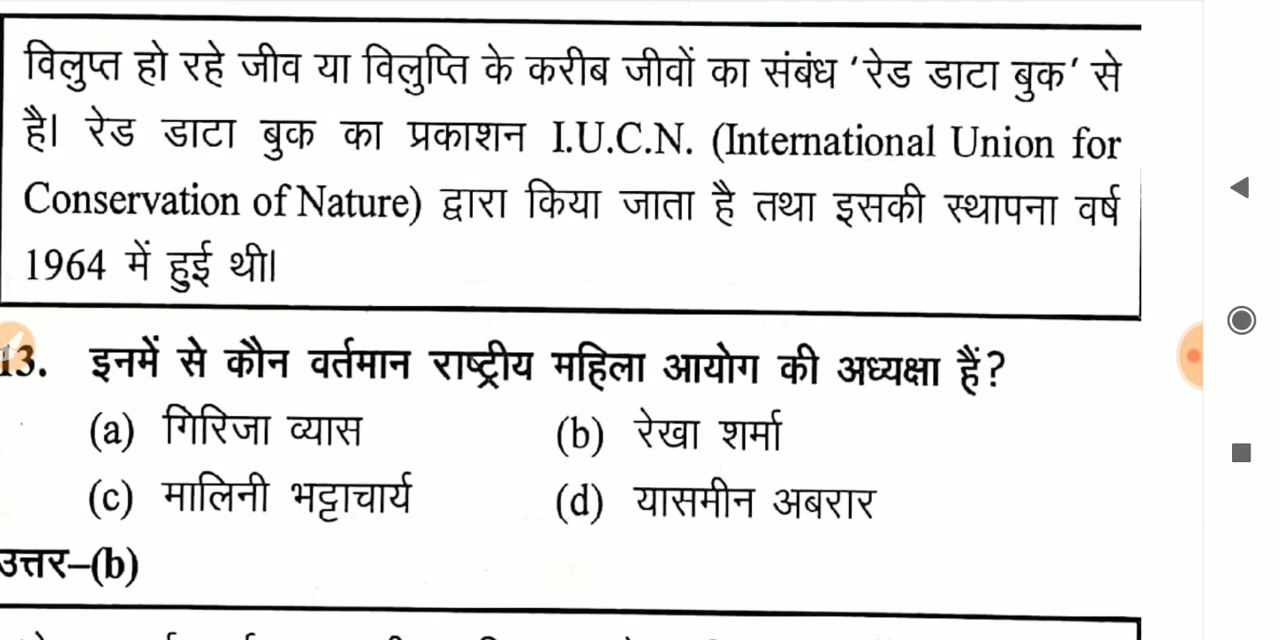 विलुप्त हो रहे जीव या विलुप्ति के करीब जीवों का संबंध ‘रेड डाटा बुक’ से
है। रेड डाटा बुक का प्रकाशन I.U.C.N. (International Union for
Conservation of Nature) द्वारा किया जाता है तथा इसकी स्थापना वर्ष
1964 में हुई थी।
13. इनमें से कौन वर्तमान राष्ट्रीय महिला आयोग की अध्यक्षा हैं?
(a) गिरिजा व्यास (b) रेखा शर्मा
(c) मालिनी भट्टाचार्य (d) यासमीन अबरार
उत्तर–(b)